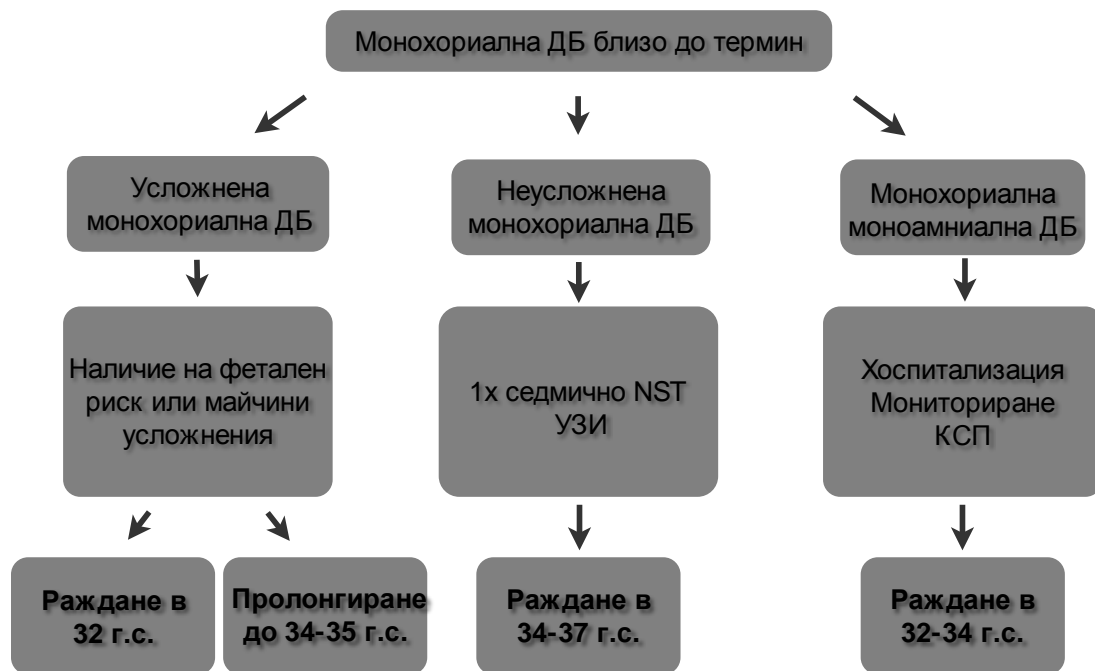 Монохориална ДБ близо до термин
Усложнена
монохориална ДБ
Неусложнена
монохориална ДБ
Монохориална
моноамниална ДБ
Наличие на фетален
риск или майчини
усложнения
1х седмично NST
УЗИ
Хоспитализация
Мониториране
КСП
Раждане в
32 г.с.
Пролонгиране
до 34-35 г.с.
Раждане в
34-37 г.с.
Раждане в
32-34 г.с.